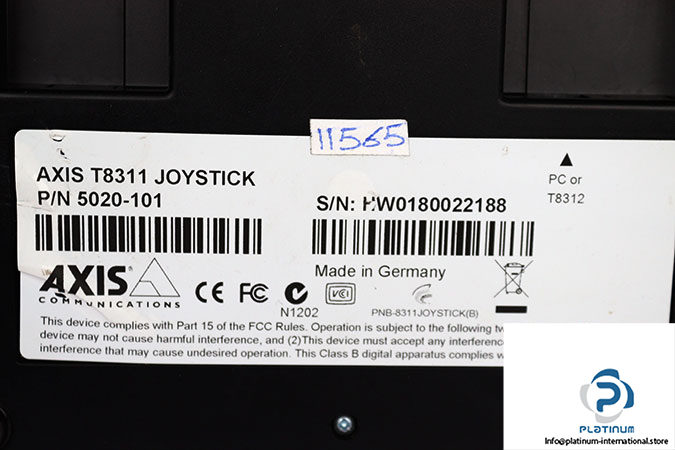 11565
AXIS T8311 JOYSTICK
P/N 5020-101
S/N: HW0180022188
PC or
T8312
AXIS
COMMUNICATIONS
CE FC
Made in Germany
N1202
VCI
PNB-8311JOYSTICK(B)
This device complies with Part 15 of the FCC Rules. Operation is subject to the following
device may not cause harmful interference, and (2)This device must accept any
interference that may cause undesired operation. This Class B digital apparatus complies
PLATINUM
Info@platinum-international.store